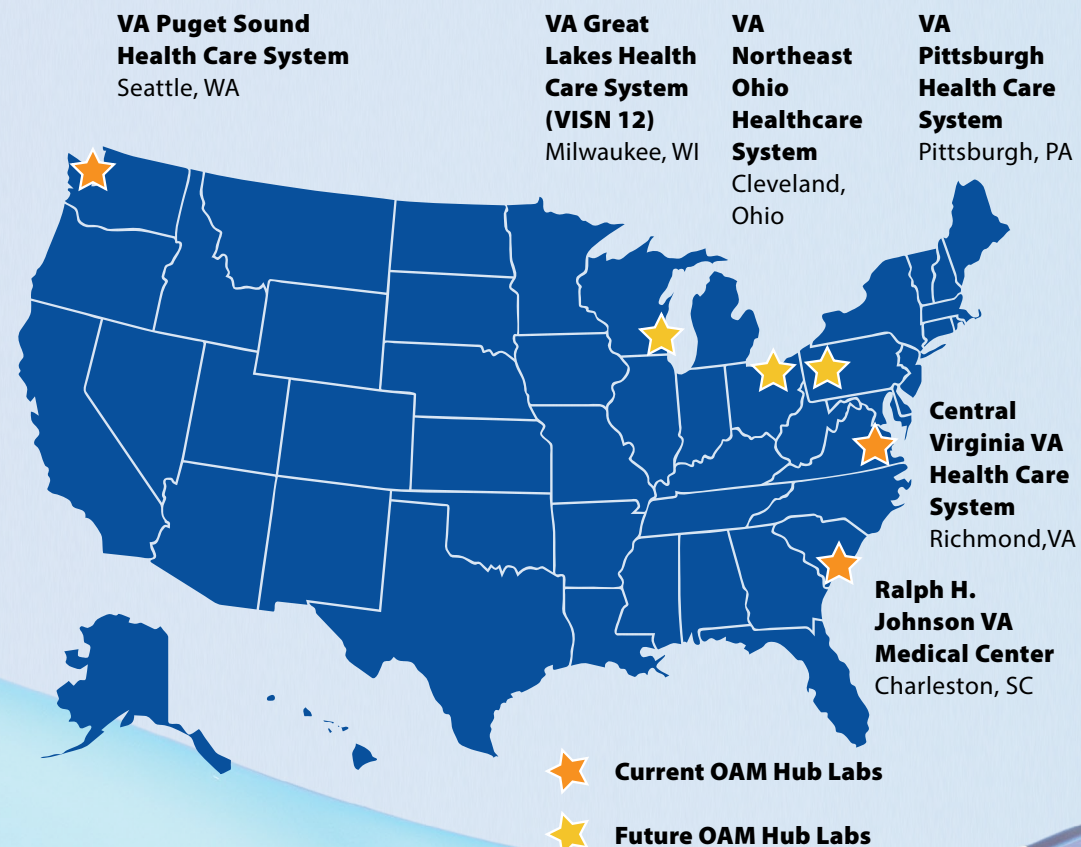 VA Puget Sound
Health Care System
Seattle, WA
VA Great
Lakes Health
Care System
(VISN 12)
Milwaukee, WI
VA
Northeast
Ohio
Healthcare
System
Cleveland,
Ohio
VA
Pittsburgh
Health Care
System
Pittsburgh, PA
Central
Virginia VA
Health Care
System
Richmond,VA
Ralph H.
Johnson VA
Medical Center
Charleston, SC
Current OAM Hub Labs
Future OAM Hub Labs